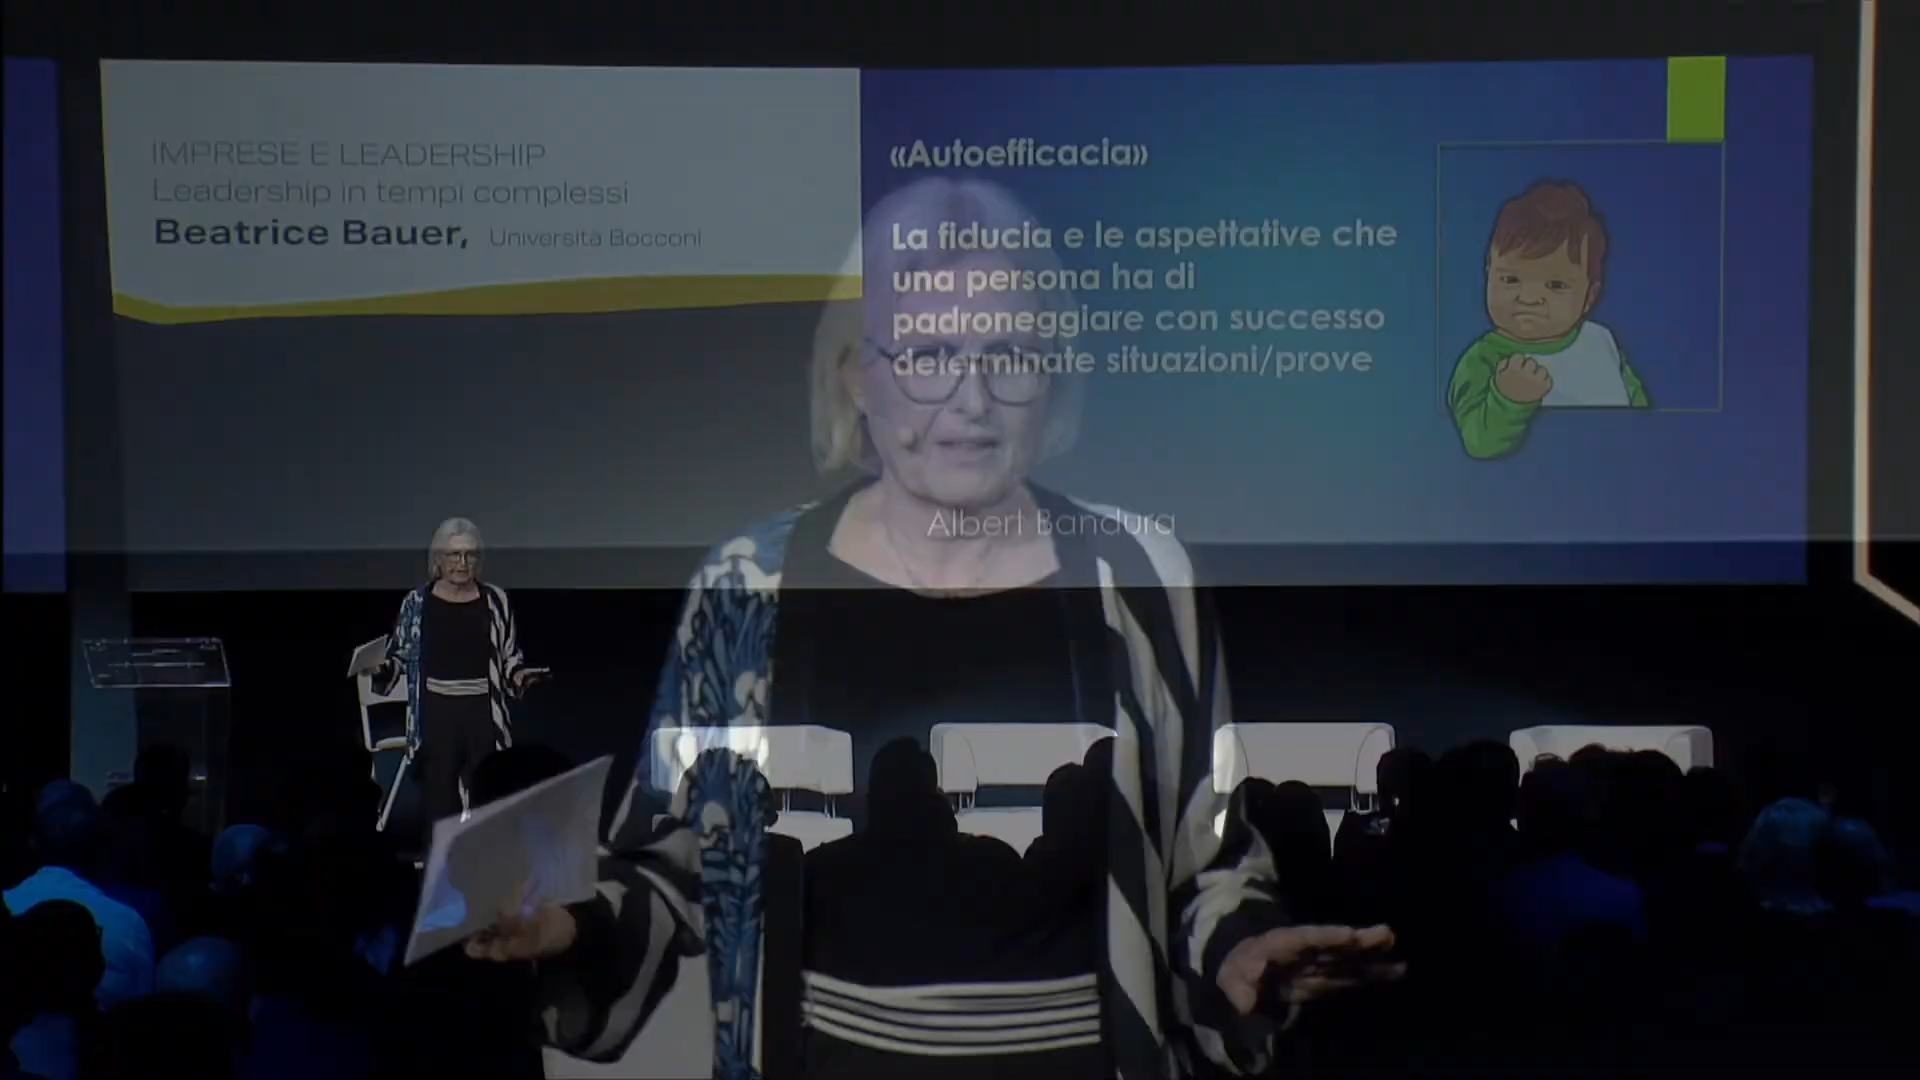 IMPRESE E LEADERSHIP
Leadership in tempi complessi
Beatrice Bauer, Università Bocconi
«Autoefficacia»
La fiducia e le aspettative che
una persona ha di
padroneggiare con successo
determinate situazioni/prove
Albert Bandura